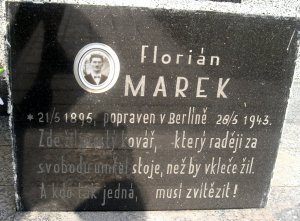 Florián
MAREK
* 21/5 1895, popraven v Berlíně 28/5 1943.
Zde žil čestý kovář, který raději za
svobodu umřel stoje, než by vkleče žil.
A kdo tak jedná, musí zvítězit!